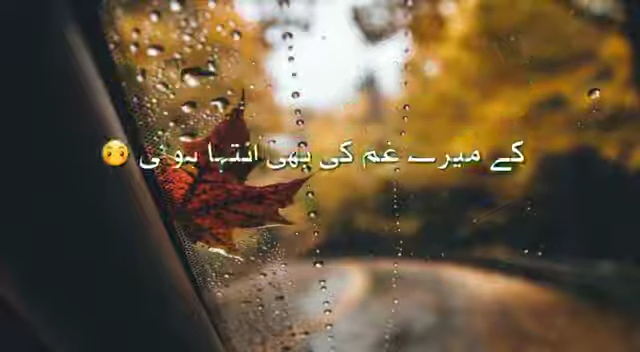 کے میرے غم کی بھی انتہا ہوئی 🙁